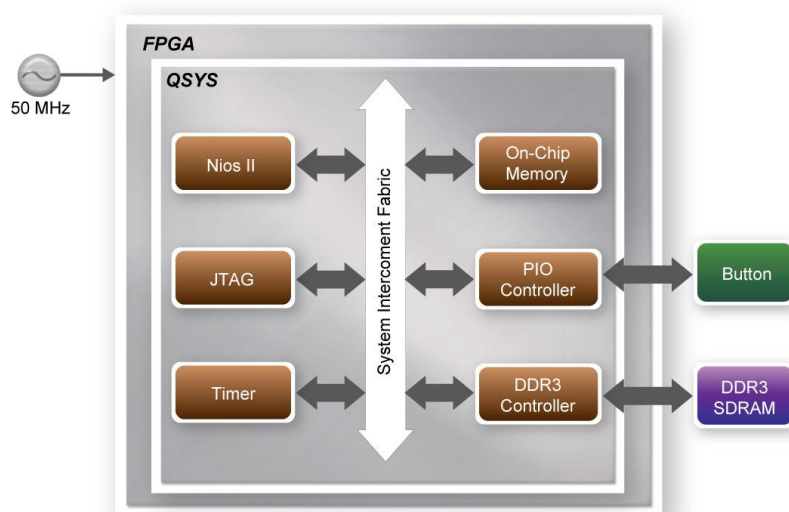 FPGA
50 MHz
QSYS
Nios II
On-Chip
Memory
JTAG
System Intercoment Fabric
PIO
Controller
Button
Timer
DDR3
Controller
DDR3
SDRAM